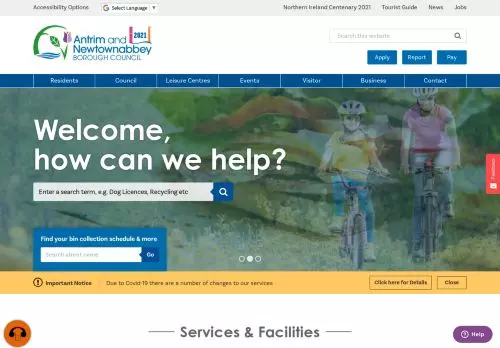 Accessibility Options
Select Language
Northern Ireland Centenary 2021
Tourist Guide
News
Jobs
Antrim and
Newtownabbey
BOROUGH COUNCIL
2021
Search this website
Apply
Report
Pay
Residents
Council
Leisure Centres
Events
Visitor
Business
Contact
Welcome,
how can we help?
Enter a search term, e.g. Dog Licences, Recycling etc
Feedback
Find your bin collection schedule & more
Go
Important Notice
Due to Covid-19 there are a number of changes to our services
Click here for Details
Close
Services & Facilities
Help